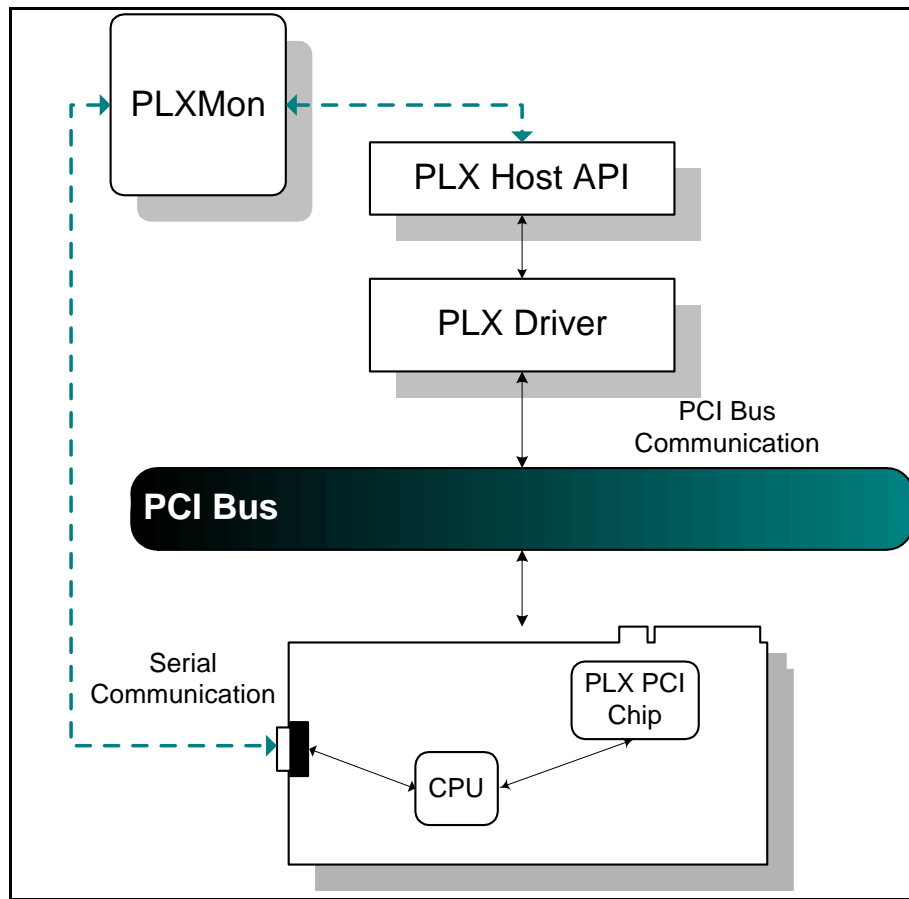 PLXMon
PLX Host API
PLX Driver
PCI Bus
Communication
PCI Bus
Serial
Communication
PLX PCI
Chip
CPU